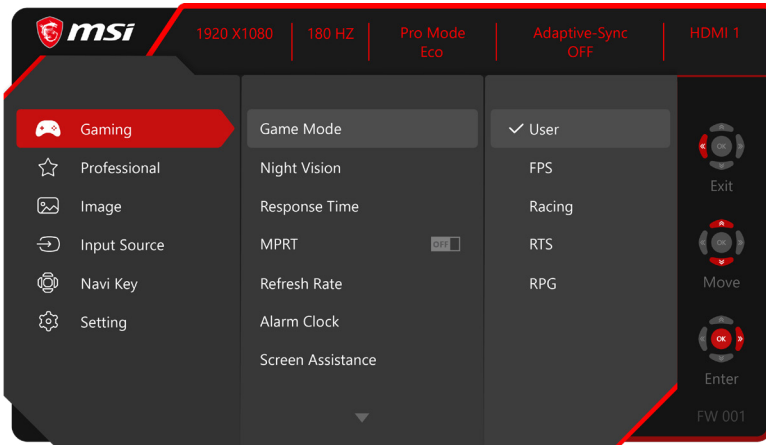 msi
1920 X1080
180 HZ
Pro Mode
Eco
Adaptive-Sync
OFF
HDMI 1
Gaming
Professional
Image
Input Source
Navi Key
Setting
Game Mode
Night Vision
Response Time
MPRT
OFF
Refresh Rate
Alarm Clock
Screen Assistance
User
FPS
Racing
RTS
RPG
OK
Exit
OK
Move
OK
Enter
FW 001